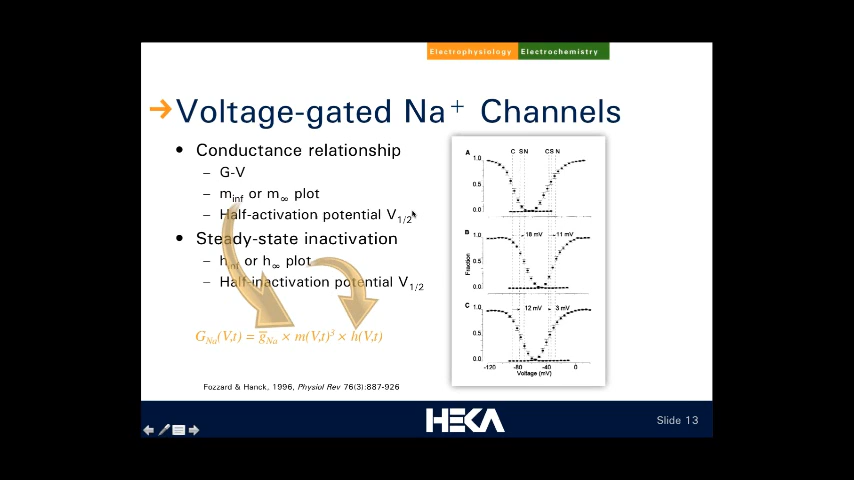 Electrophysiology Electrochemistry
Voltage-gated Na⁺ Channels
• Conductance relationship
– G-V
– m_inf or m_∞ plot
– Half-activation potential V_1/2
• Steady-state inactivation
– h_inf or h_∞ plot
– Half-inactivation potential V_1/2
G_Na(V,t) = g̅_Na × m(V,t)³ × h(V,t)
Fozzard & Hanck, 1996, Physiol Rev 76(3):887-926
A
C S N CS N
1.0
0.5
0.0
B
18 mV 11 mV
1.0
0.5
0.0
Fraction
C
12 mV 3 mV
1.0
0.5
0.0
-120 -80 -40 0
Voltage (mV)
HEKA
Slide 13